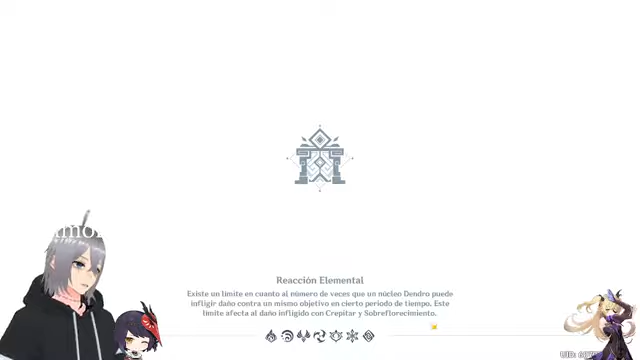 Reacción Elemental
Existe un límite en cuanto al número de veces que un núcleo Dendro puede
infligir daño contra un mismo objetivo en cierto periodo de tiempo. Este
límite afecta al daño infligido con Crepitar y Sobreflorecimiento.
UID: